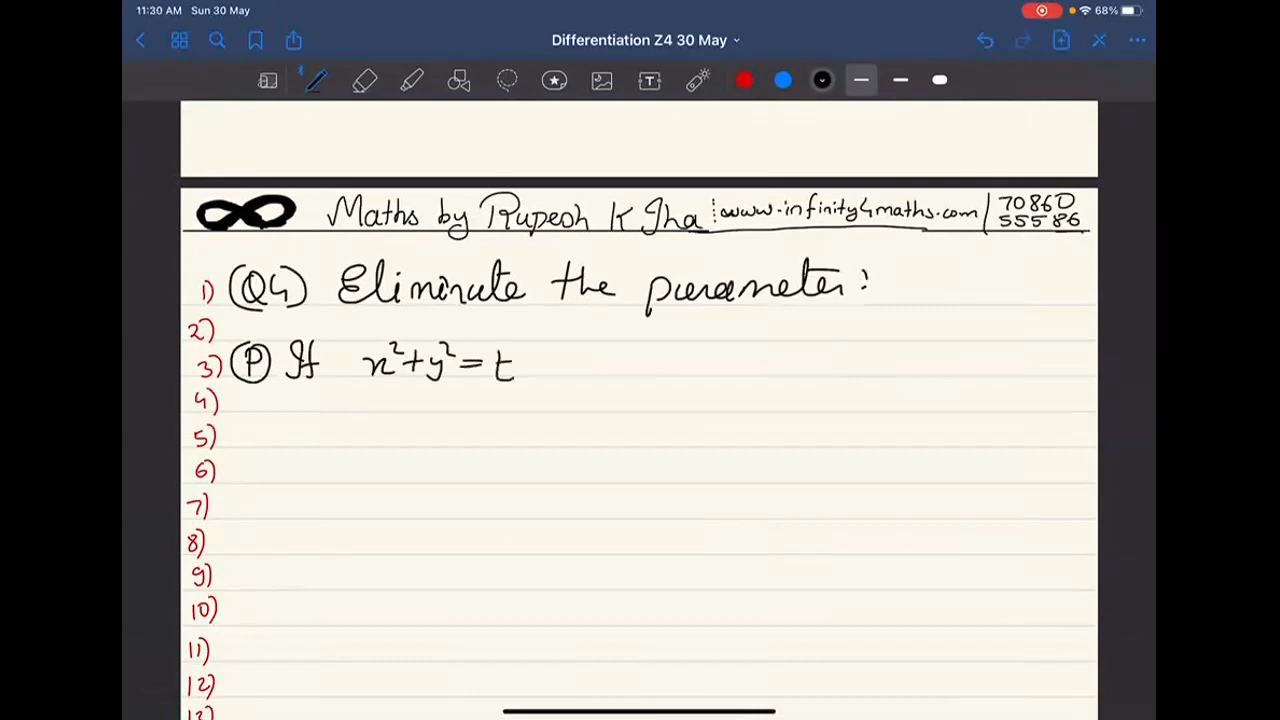 11:30 AM Sun 30 May
68%
Differentiation Z4 30 May
Maths by Rupesh K Jha www.infinity4maths.com 70860 55586
1) (Q4) Eliminate the parameter:
2)
3) (P) If x²+y² = t
4)
5)
6)
7)
8)
9)
10)
11)
12)
13)